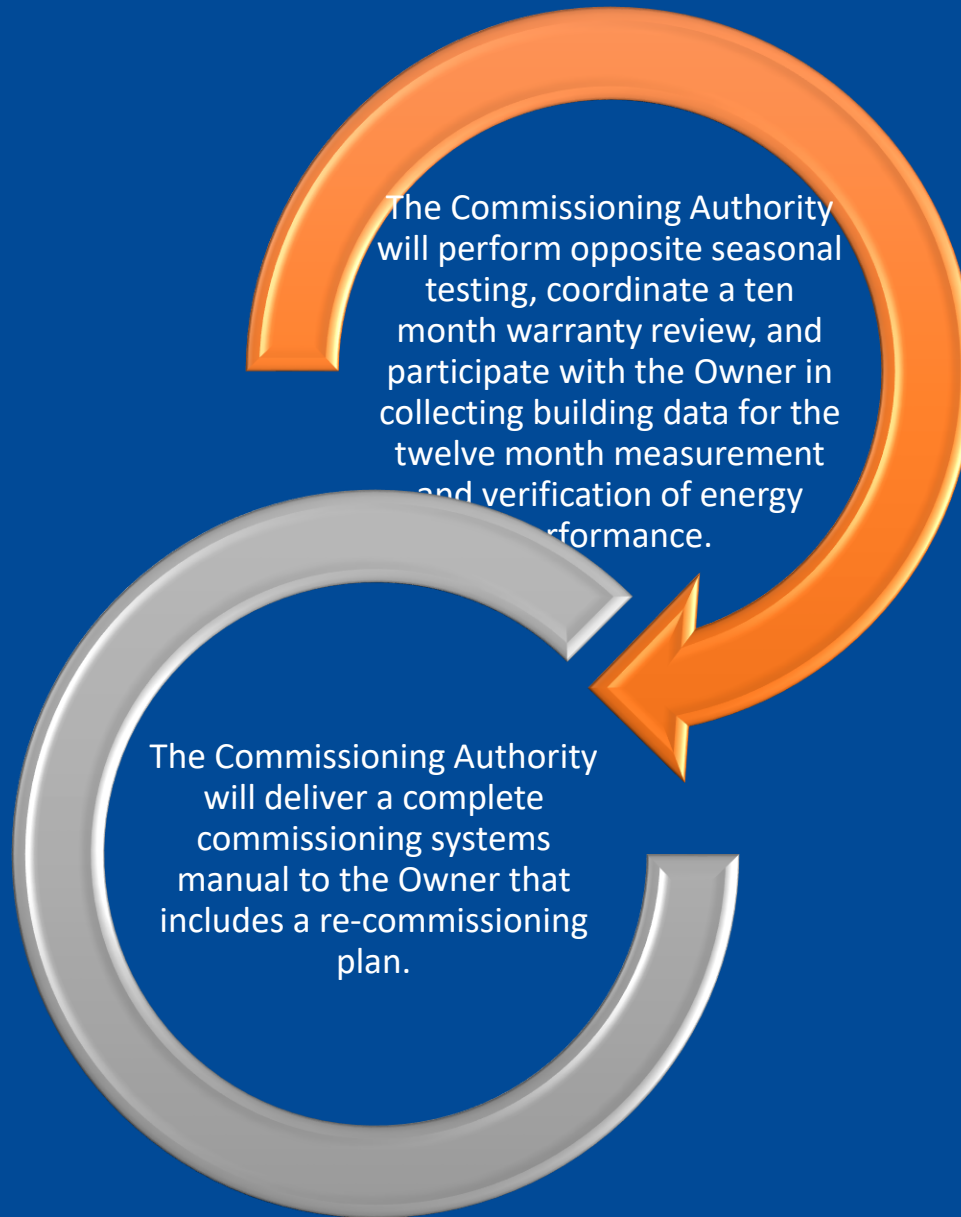 The Commissioning Authority
will perform opposite seasonal
testing, coordinate a ten
month warranty review, and
participate with the Owner in
collecting building data for the
twelve month measurement
and verification of energy
performance.
The Commissioning Authority
will deliver a complete
commissioning systems
manual to the Owner that
includes a re-commissioning
plan.